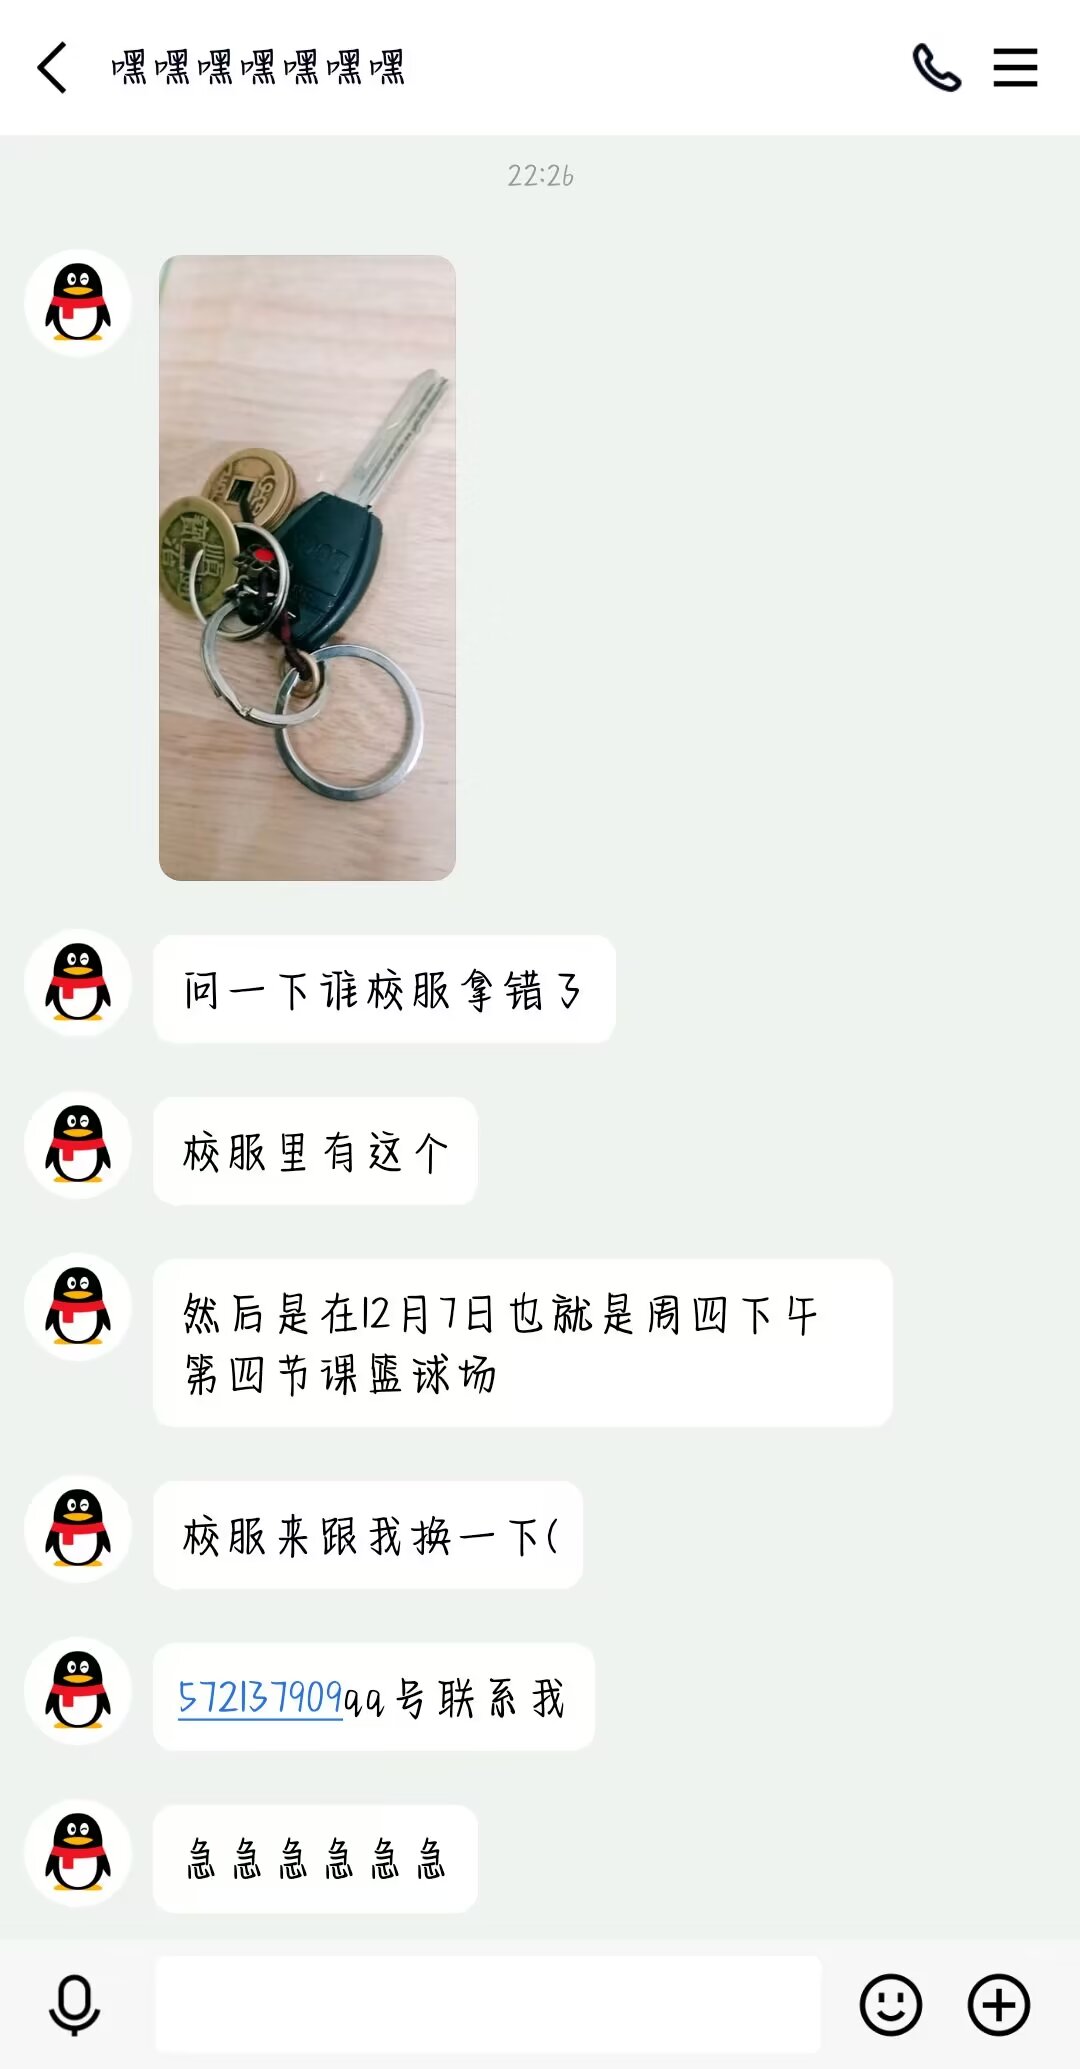 嘿嘿嘿嘿嘿嘿嘿
22:26
问一下谁校服拿错了
校服里有这个
然后是在12月7日也就是周四下午
第四节课篮球场
校服来跟我换一下(
572137909qq号联系我
急急急急急急